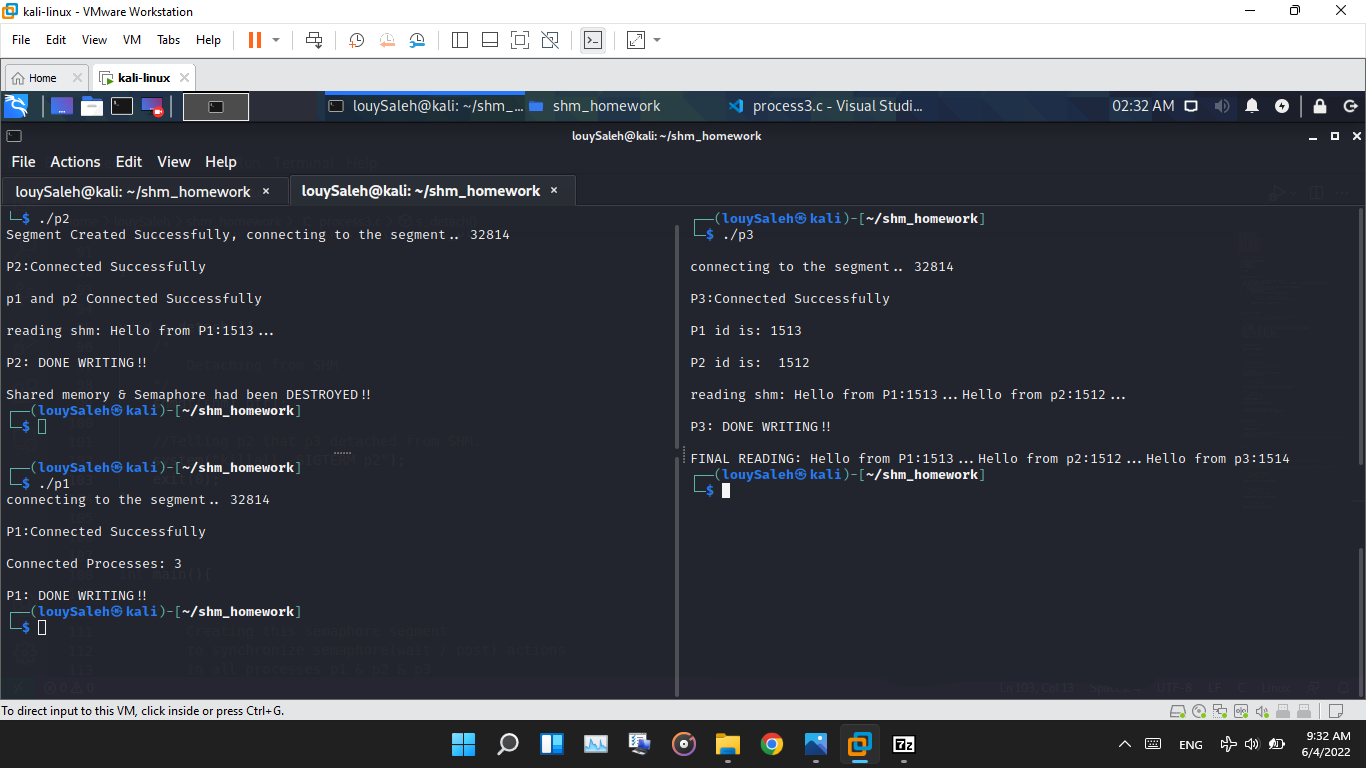 kali-linux - VMware Workstation
File Edit View VM Tabs Help
Home kali-linux
louySaleh@kali: ~/shm_... shm_homework process3.c - Visual Studi... 02:32 AM
louySaleh@kali: ~/shm_homework
File Actions Edit View Help
louySaleh@kali: ~/shm_homework × louySaleh@kali: ~/shm_homework ×
└─$ ./p2
Segment Created Successfully, connecting to the segment.. 32814
P2:Connected Successfully
p1 and p2 Connected Successfully
reading shm: Hello from P1:1513...
P2: DONE WRITING!!
Shared memory & Semaphore had been DESTROYED!!
┌──(louySaleh㉿kali)-[~/shm_homework]
└─$
┌──(louySaleh㉿kali)-[~/shm_homework]
└─$ ./p1
connecting to the segment.. 32814
P1:Connected Successfully
Connected Processes: 3
P1: DONE WRITING!!
┌──(louySaleh㉿kali)-[~/shm_homework]
└─$
┌──(louySaleh㉿kali)-[~/shm_homework]
└─$ ./p3
connecting to the segment.. 32814
P3:Connected Successfully
P1 id is: 1513
P2 id is:  1512
reading shm: Hello from P1:1513...Hello from p2:1512...
P3: DONE WRITING!!
FINAL READING: Hello from P1:1513...Hello from p2:1512...Hello from p3:1514
┌──(louySaleh㉿kali)-[~/shm_homework]
└─$
To direct input to this VM, click inside or press Ctrl+G.
7z
ENG
9:32 AM
6/4/2022